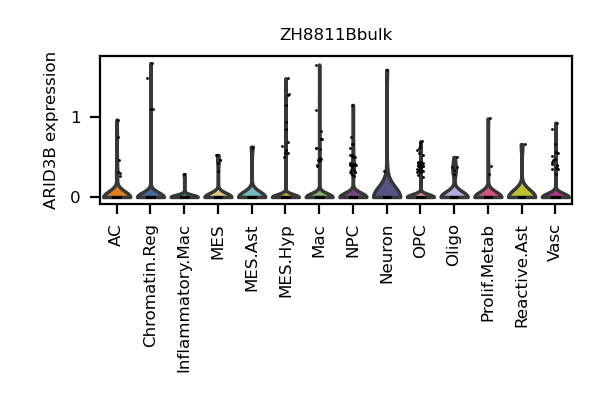 ZH8811Bbulk
ARID3B expression
1
0
AC
Chromatin.Reg
Inflammatory.Mac
MES
MES.Ast
MES.Hyp
Mac
NPC
Neuron
OPC
Oligo
Prolif.Metab
Reactive.Ast
Vasc